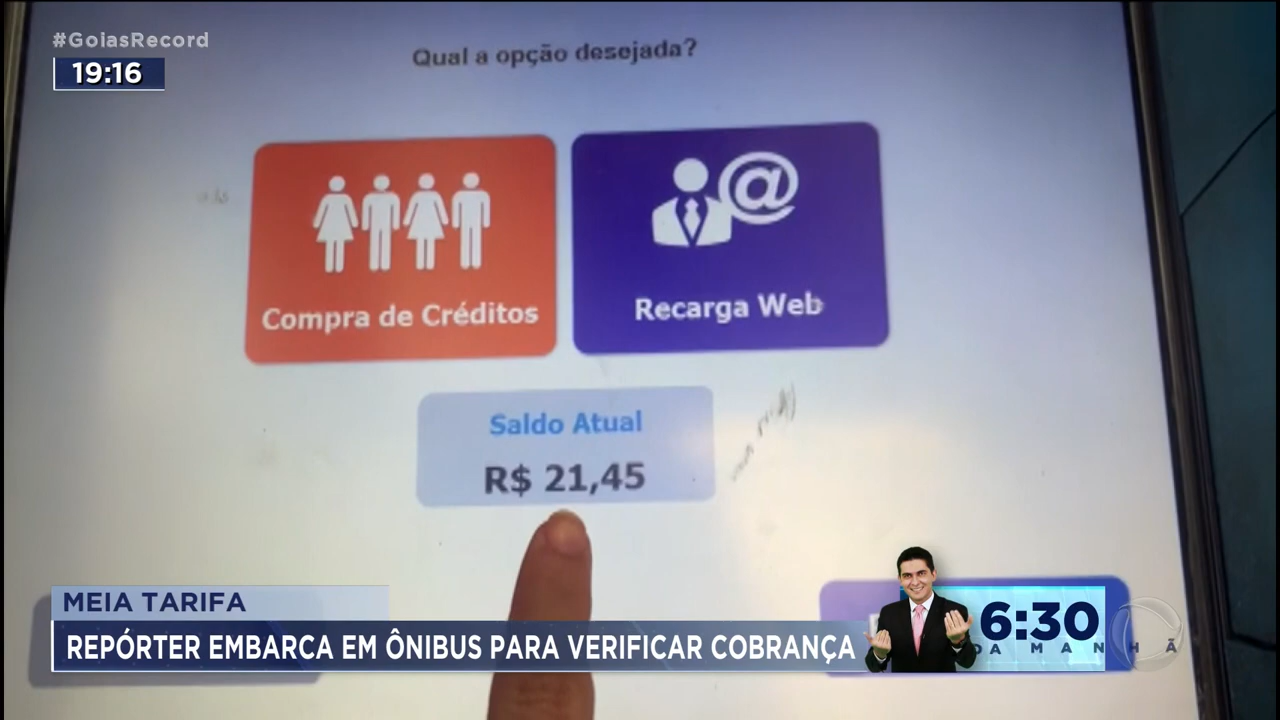 #GoiasRecord
19:16
Qual a opção desejada?
Compra de Créditos
Recarga Web
Saldo Atual
R$ 21,45
MEIA TARIFA
REPÓRTER EMBARCA EM ÔNIBUS PARA VERIFICAR COBRANÇA
6:30
DA MANHÃ